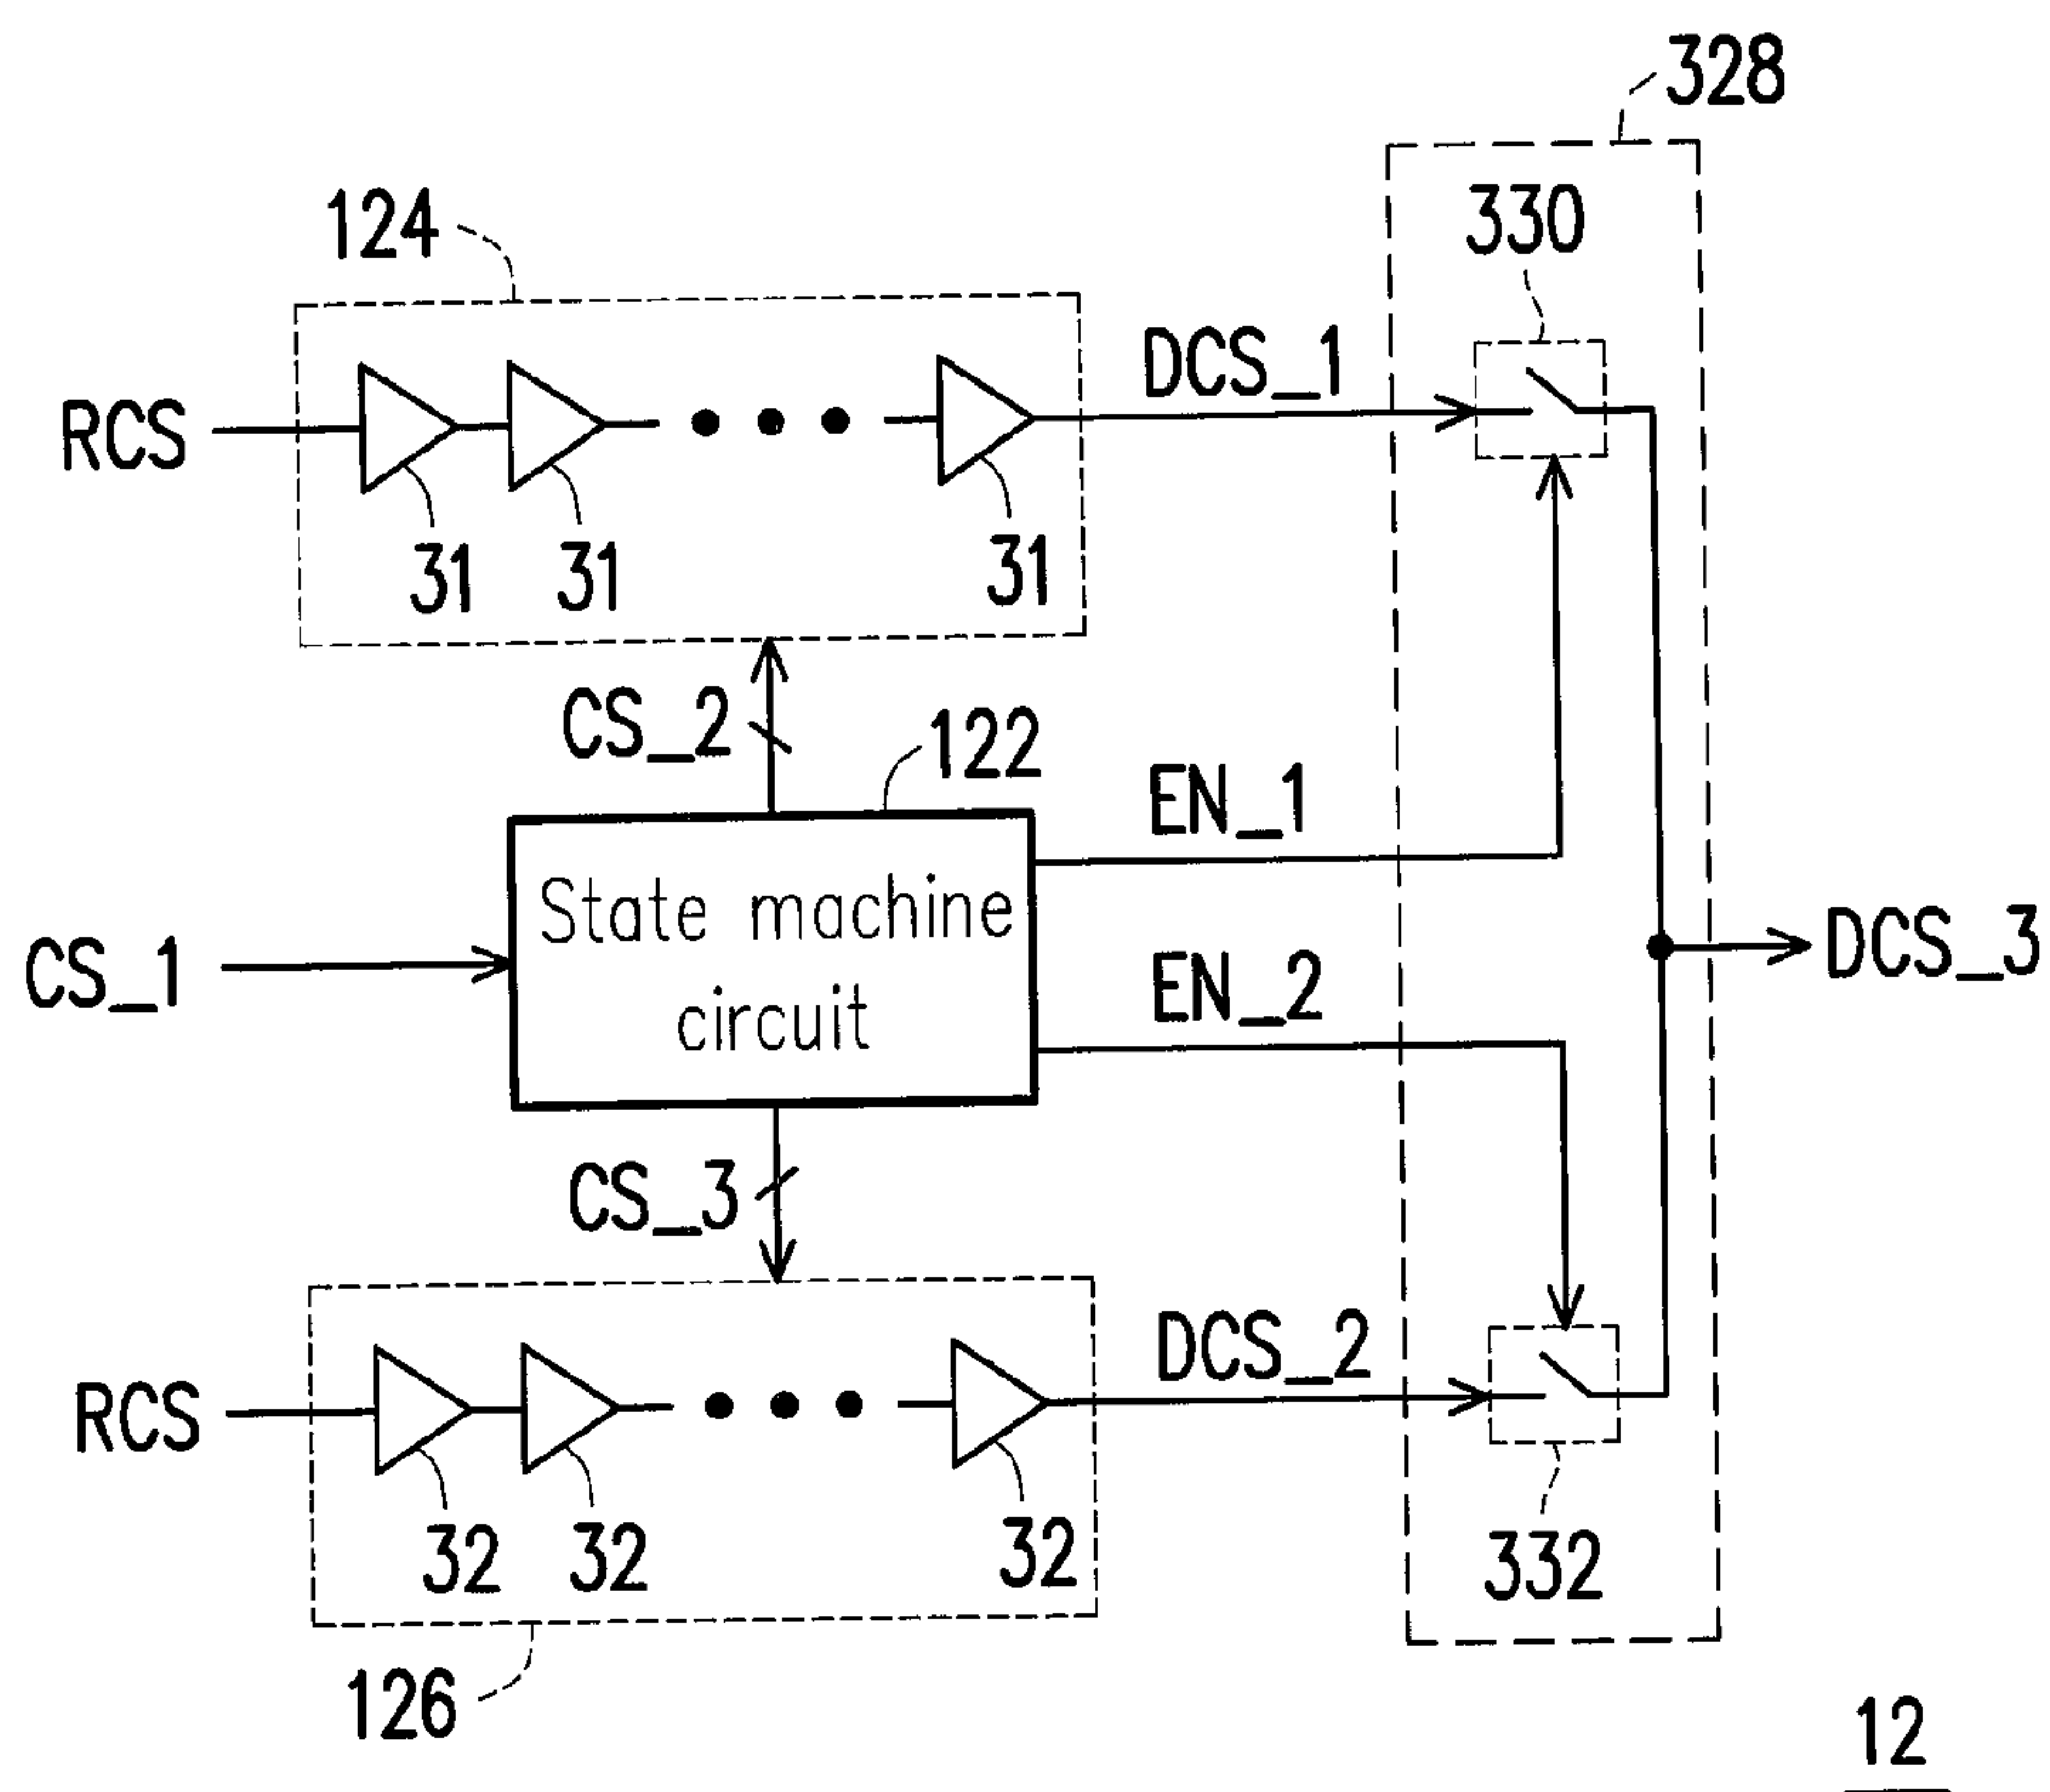 328
330
124
DCS_1
RCS
31
31
31
CS_2
122
EN_1
State machine
circuit
CS_1
EN_2
DCS_3
CS_3
DCS_2
RCS
32
32
32
332
126
12